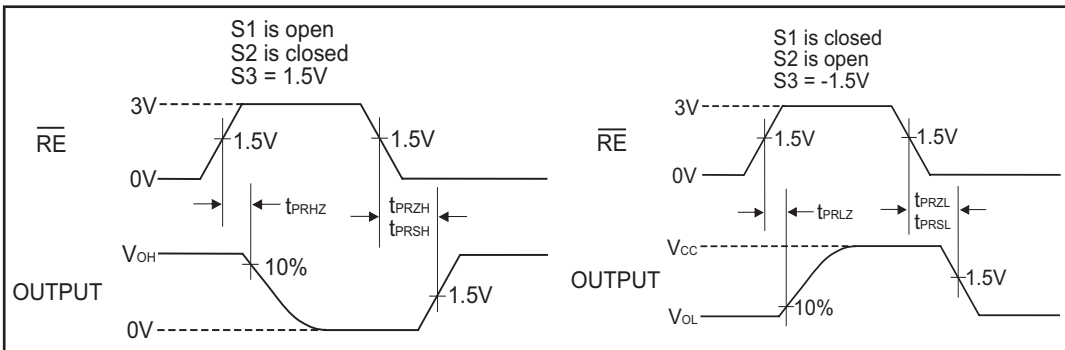 S1 is open
S2 is closed
S3 = 1.5V
3V
RE
1.5V
1.5V
0V
tPRHZ
tPRZH
tPRSH
VOH
10%
OUTPUT
1.5V
0V
S1 is closed
S2 is open
S3 = -1.5V
3V
RE
1.5V
1.5V
0V
tPRLZ
tPRZL
tPRSL
VCC
OUTPUT
1.5V
10%
VOL